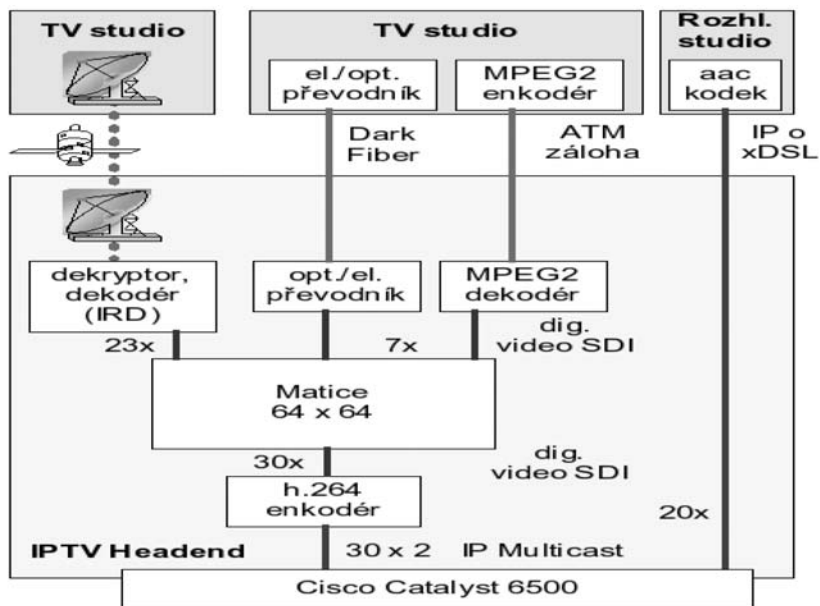 TV studio
TV studio
Rozhl.
studio
el./opt.
převodník
MPEG2
enkodér
aac
kodek
Dark
Fiber
ATM
záloha
IP o
xDSL
dekryptor,
dekodér
(IRD)
opt./el.
převodník
MPEG2
dekodér
23x
7x
dig.
video SDI
Matice
64 x 64
30x
dig.
video SDI
h.264
enkodér
20x
IPTV Headend
30 x 2
IP Multicast
Cisco Catalyst 6500